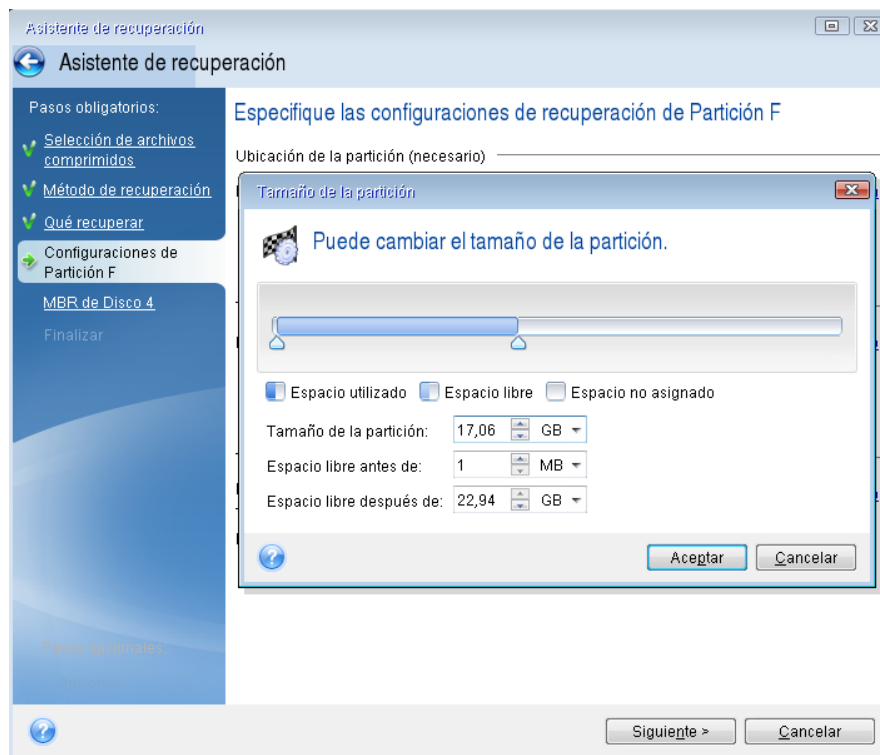 Asistente de recuperación
Asistente de recuperación
Pasos obligatorios:
Selección de archivos
comprimidos
Método de recuperación
Qué recuperar
Configuraciones de
Partición F
MBR de Disco 4
Finalizar
Especifique las configuraciones de recuperación de Partición F
Ubicación de la partición (necesario)
Tamaño de la partición
Puede cambiar el tamaño de la partición.
Espacio utilizado Espacio libre Espacio no asignado
Tamaño de la partición: 17,06 GB
Espacio libre antes de: 1 MB
Espacio libre después de: 22,94 GB
Aceptar Cancelar
Pasos opcionales:
Siguiente > Cancelar